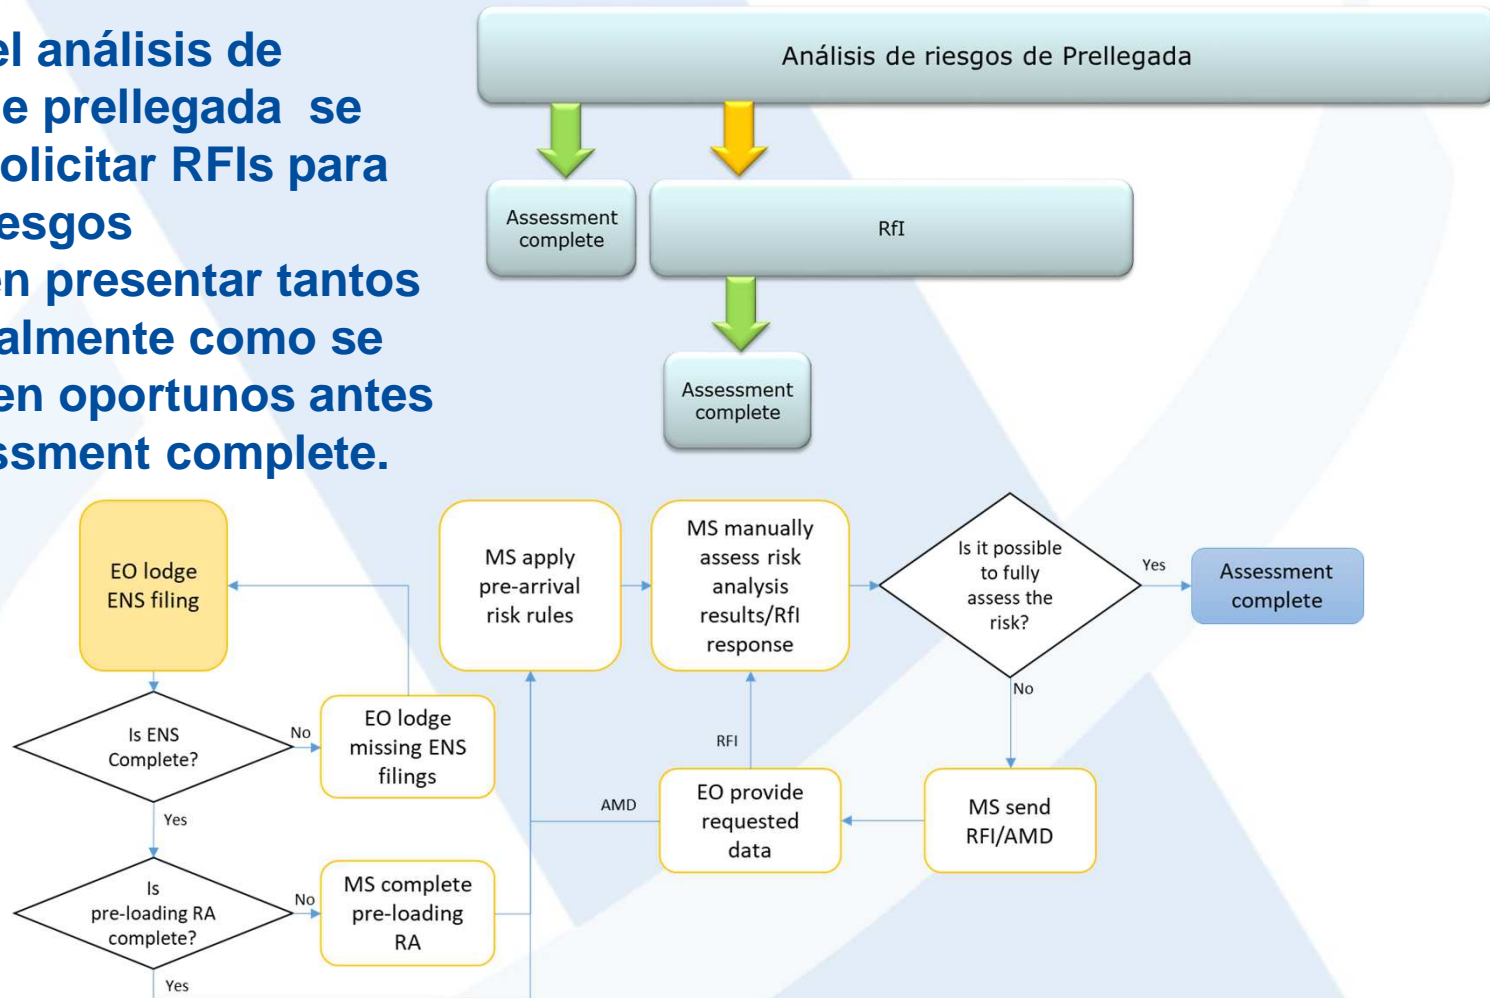 el análisis de
e prellegada se
olicitar RFIs para
esgos
en presentar tantos
almente como se
en oportunos antes
ssment complete.
Análisis de riesgos de Prellegada
Assessment
complete
RfI
Assessment
complete
EO lodge
ENS filing
MS apply
pre-arrival
risk rules
MS manually
assess risk
analysis
results/RfI
response
Is it possible
to fully
assess the
risk?
Yes
Assessment
complete
No
Is ENS
Complete?
No
EO lodge
missing ENS
filings
RFI
Yes
AMD
EO provide
requested
data
MS send
RFI/AMD
Is
pre-loading RA
complete?
No
MS complete
pre-loading
RA
Yes